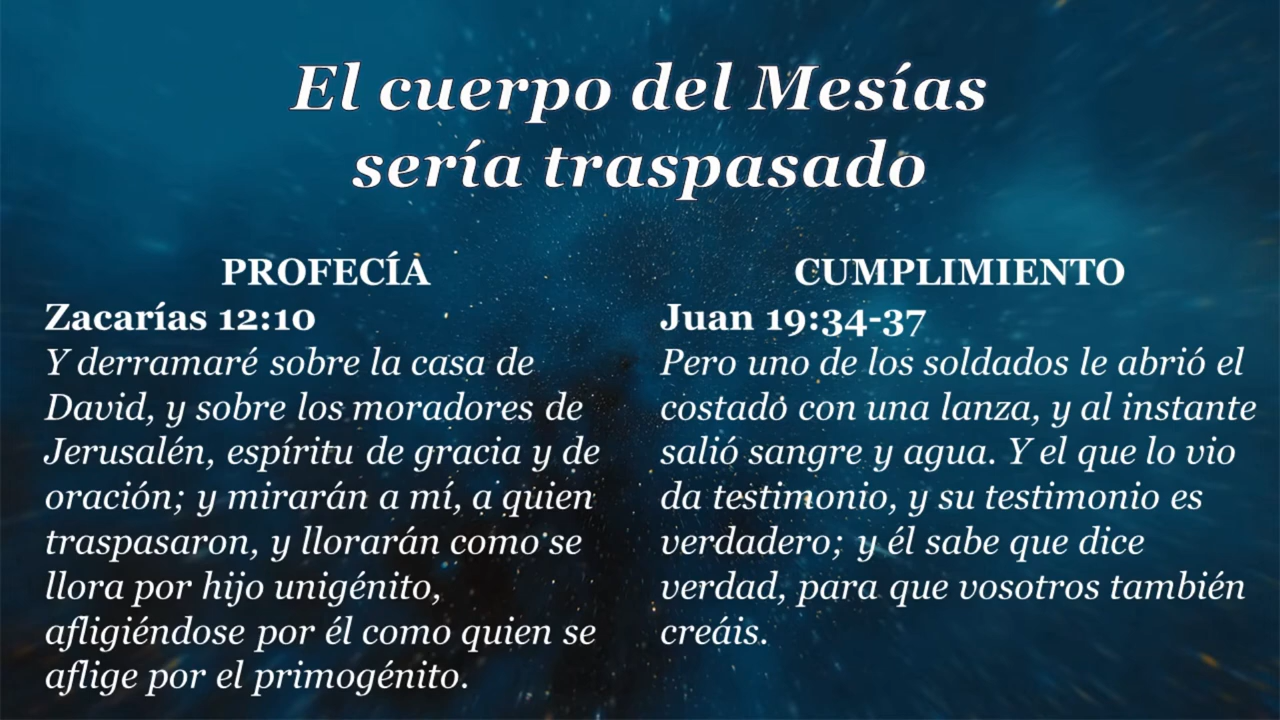 El cuerpo del Mesías
sería traspasado
PROFECÍA
Zacarías 12:10
Y derramaré sobre la casa de
David, y sobre los moradores de
Jerusalén, espíritu de gracia y de
oración; y mirarán a mí, a quien
traspasaron, y llorarán como se
llora por hijo unigénito,
afligiéndose por él como quien se
aflige por el primogénito.
CUMPLIMIENTO
Juan 19:34-37
Pero uno de los soldados le abrió el
costado con una lanza, y al instante
salió sangre y agua. Y el que lo vio
da testimonio, y su testimonio es
verdadero; y él sabe que dice
verdad, para que vosotros también
creáis.